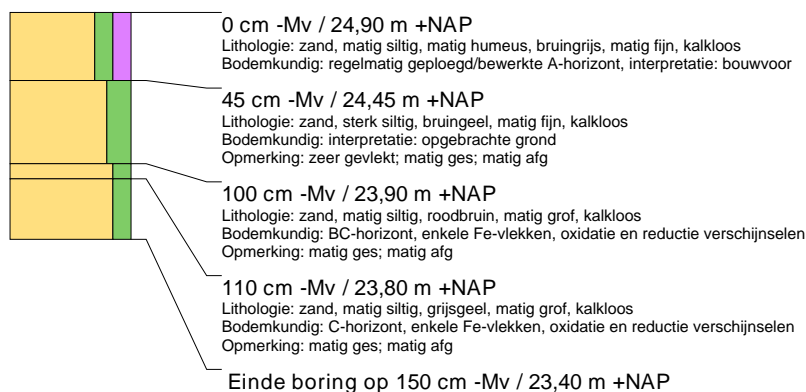 0 cm -Mv / 24,90 m +NAP
Lithologie: zand, matig siltig, matig humeus, bruingrijs, matig fijn, kalkloos
Bodemkundig: regelmatig geploegd/bewerkte A-horizont, interpretatie: bouwvoor
45 cm -Mv / 24,45 m +NAP
Lithologie: zand, sterk siltig, bruingeel, matig fijn, kalkloos
Bodemkundig: interpretatie: opgebrachte grond
Opmerking: zeer gevlekt; matig ges; matig afg
100 cm -Mv / 23,90 m +NAP
Lithologie: zand, matig siltig, roodbruin, matig grof, kalkloos
Bodemkundig: BC-horizont, enkele Fe-vlekken, oxidatie en reductie verschijnselen
Opmerking: matig ges; matig afg
110 cm -Mv / 23,80 m +NAP
Lithologie: zand, matig siltig, grijsgeel, matig grof, kalkloos
Bodemkundig: C-horizont, enkele Fe-vlekken, oxidatie en reductie verschijnselen
Opmerking: matig ges; matig afg
Einde boring op 150 cm -Mv / 23,40 m +NAP